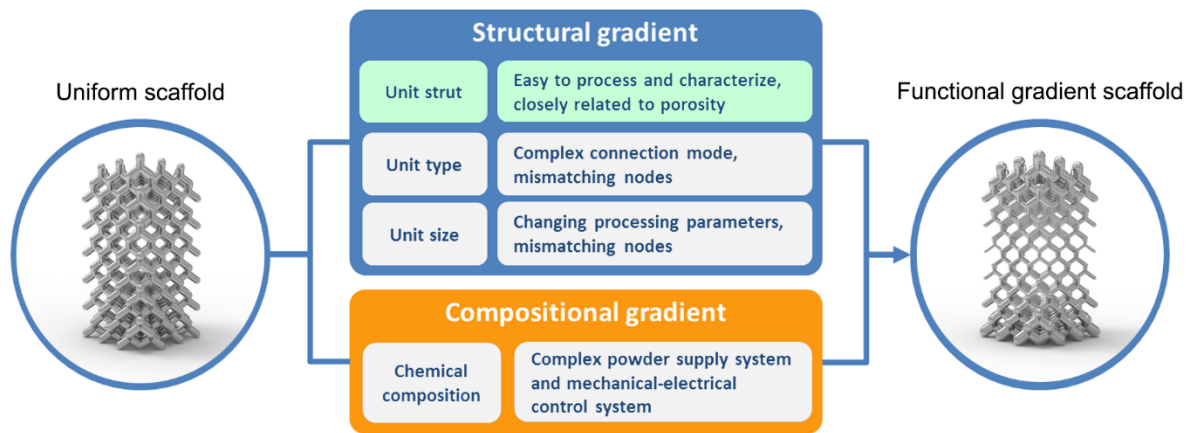 Structural gradient
Uniform scaffold
Unit strut
Easy to process and characterize,
closely related to porosity
Unit type
Complex connection mode,
mismatching nodes
Unit size
Changing processing parameters,
mismatching nodes
Compositional gradient
Chemical
composition
Complex powder supply system
and mechanical-electrical
control system
Functional gradient scaffold